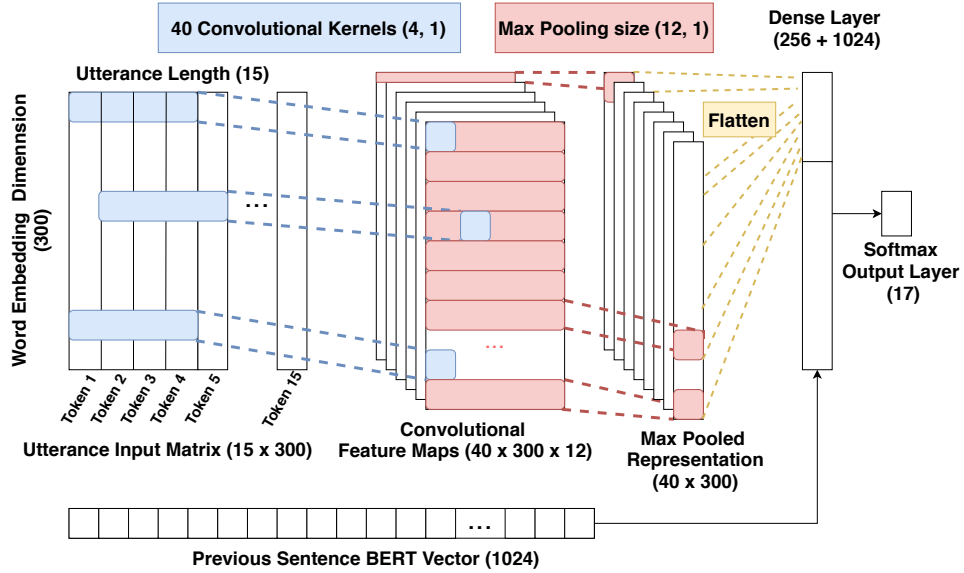 40 Convolutional Kernels (4, 1)
Max Pooling size (12, 1)
Dense Layer
(256 + 1024)
Utterance Length (15)
Flatten
Word Embedding Dimennsion
(300)
...
...
Softmax
Output Layer
(17)
Token 1
Token 2
Token 3
Token 4
Token 5
Token 15
Utterance Input Matrix (15 x 300)
Convolutional
Feature Maps (40 x 300 x 12)
Max Pooled
Representation
(40 x 300)
...
Previous Sentence BERT Vector (1024)